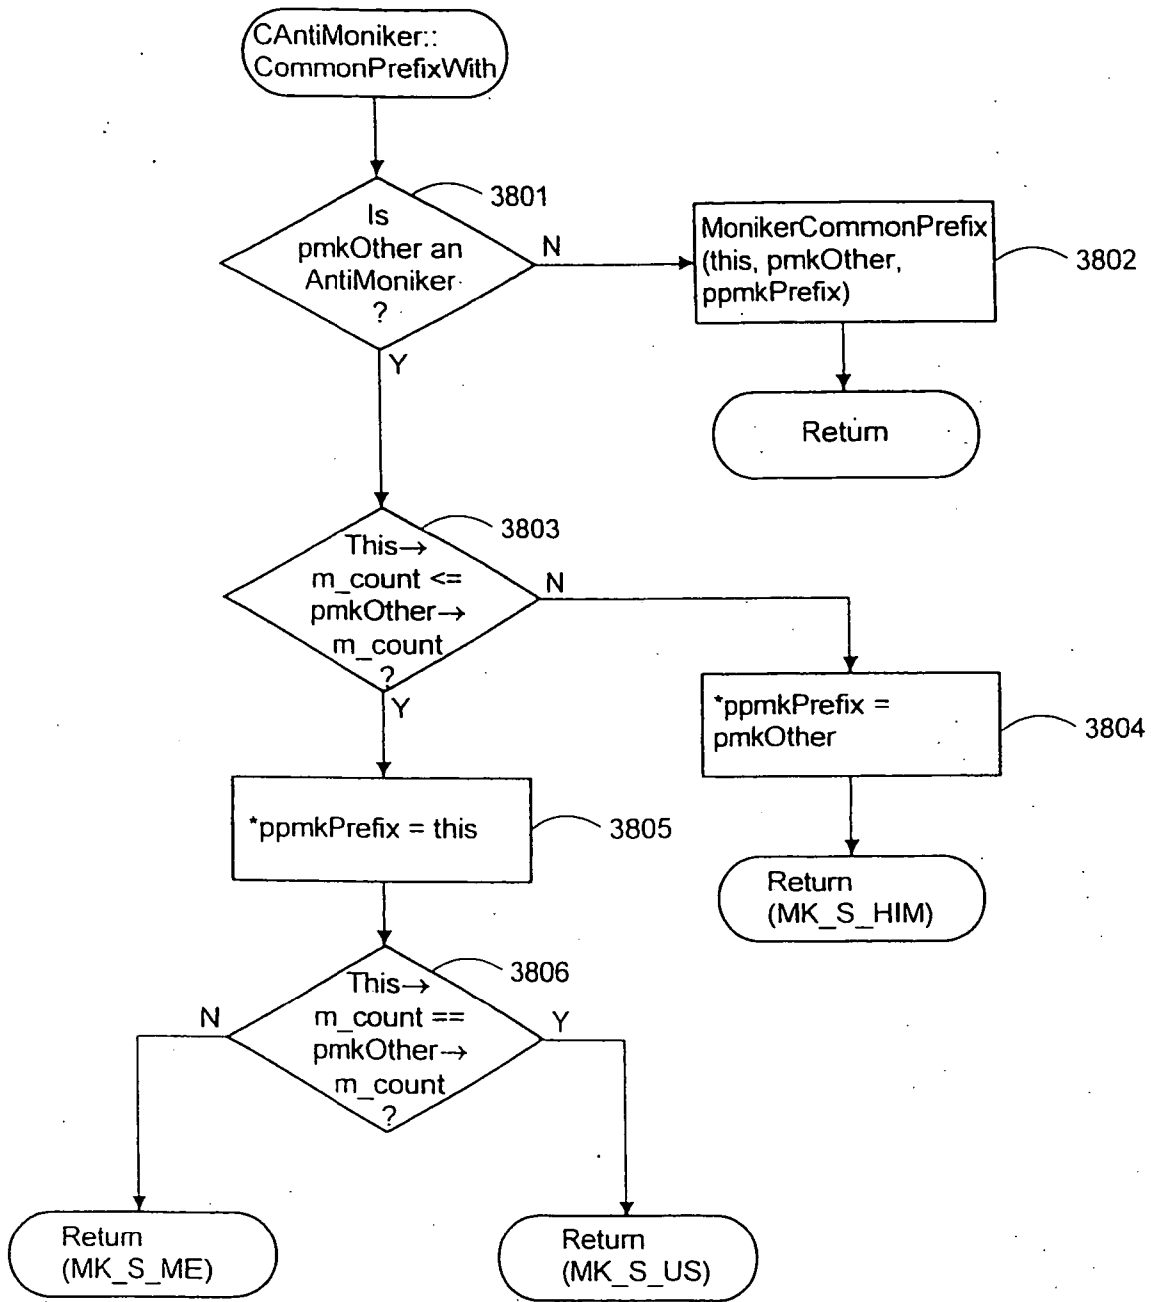 CAntiMoniker::
CommonPrefixWith
3801
Is
pmkOther an
AntiMoniker
?
N
Y
MonikerCommonPrefix
(this, pmkOther,
ppmkPrefix)
3802
Return
3803
This→
m_count <=
pmkOther→
m_count
?
N
Y
*ppmkPrefix =
pmkOther
3804
*ppmkPrefix = this
3805
Return
(MK_S_HIM)
3806
This→
m_count ==
pmkOther→
m_count
?
N
Y
Return
(MK_S_ME)
Return
(MK_S_US)